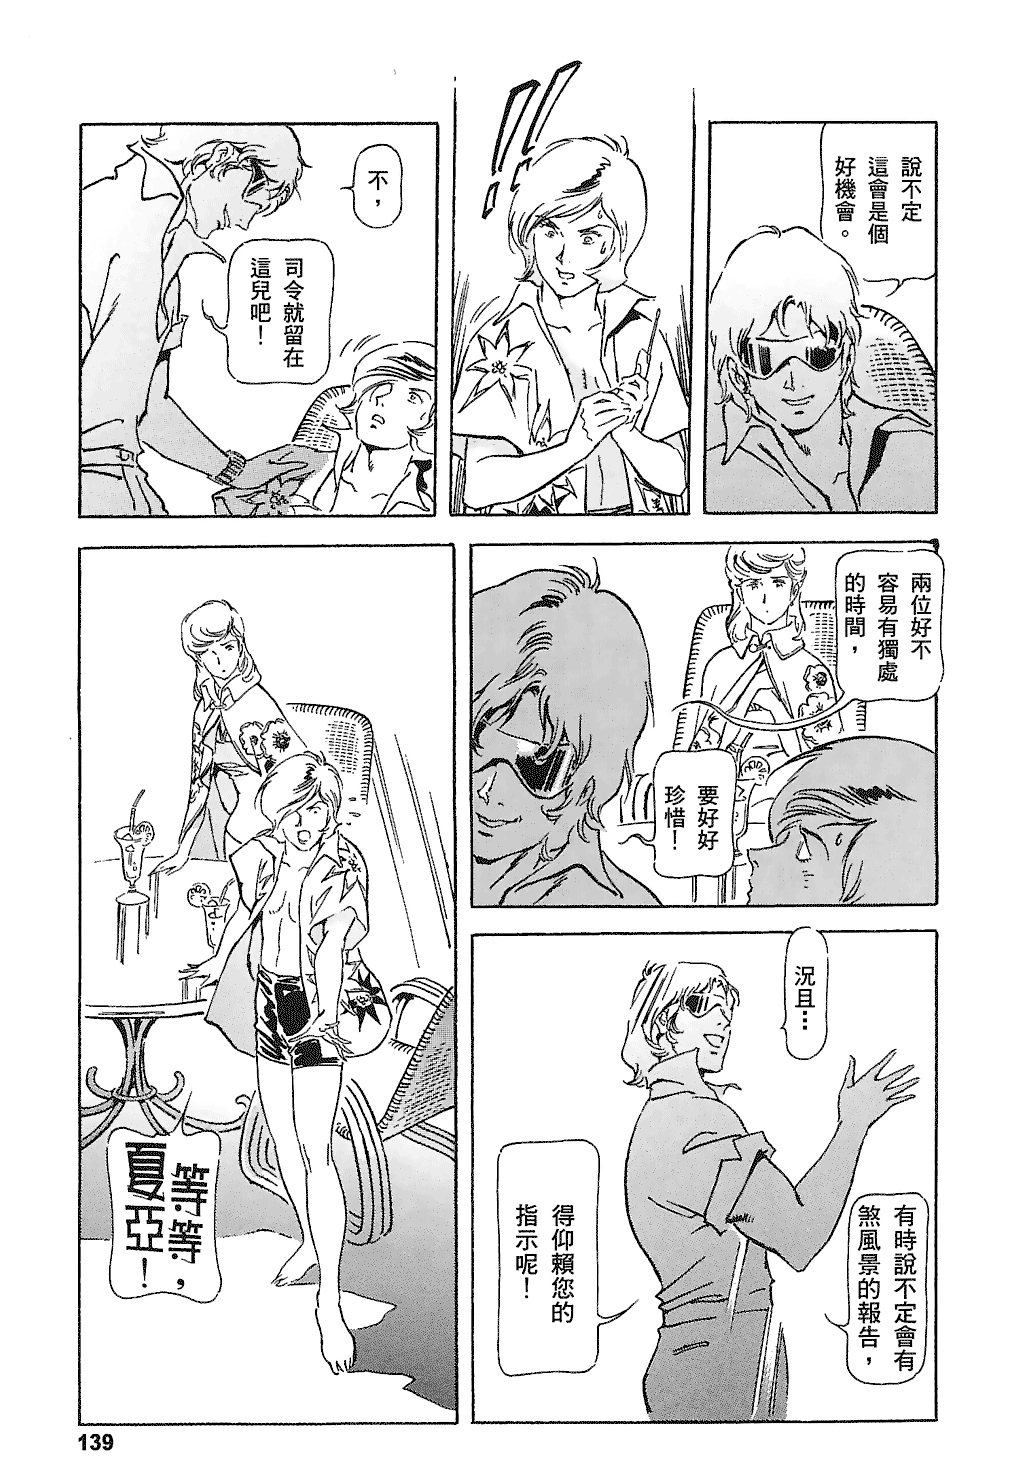 說不定
這會是個
好機會。
!!
不，
司令就留在
這兒吧！
兩位好不
容易有獨處
的時間，
要好好
珍惜！
況且…
有時說不定會有
煞風景的報告，
得仰賴您的
指示呢！
等等，
夏亞！
139